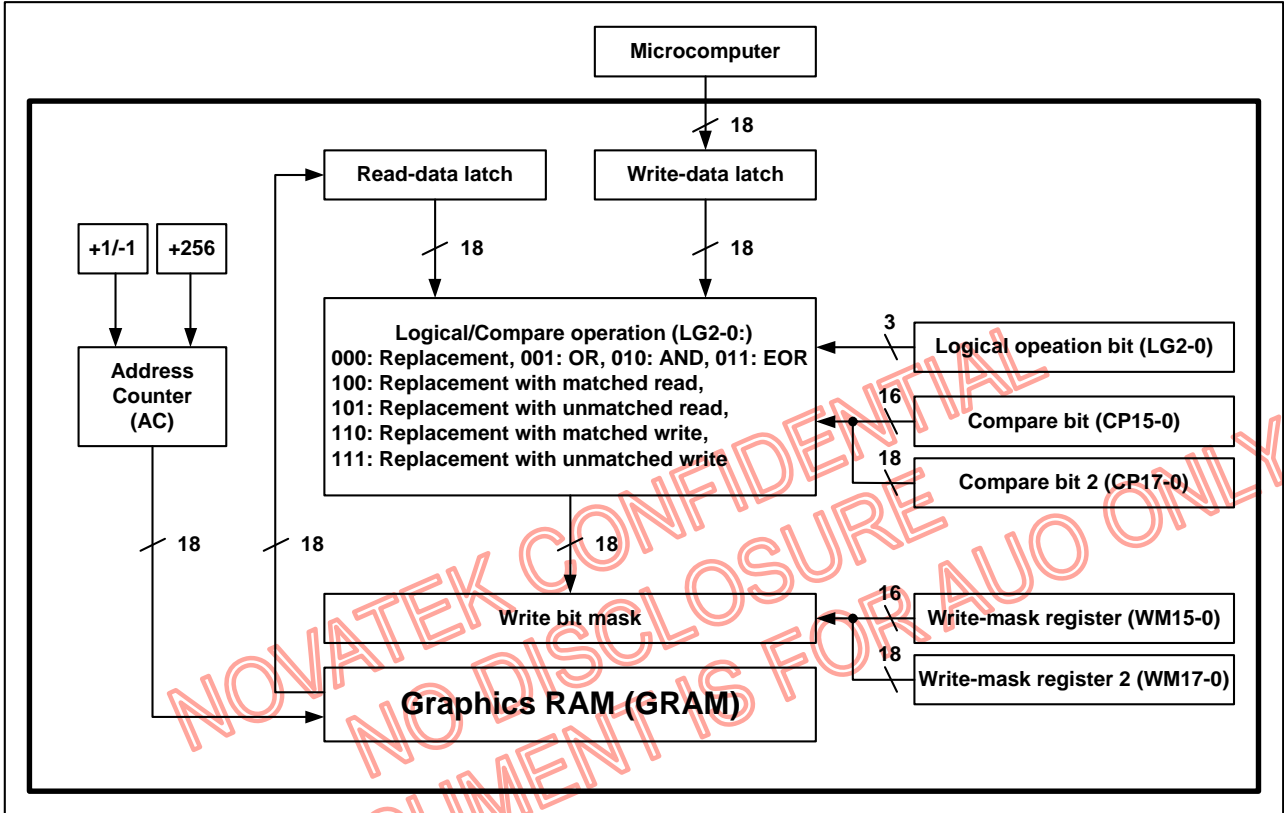 Microcomputer
18
Read-data latch
Write-data latch
+1/-1
+256
18
18
Logical/Compare operation (LG2-0:)
000: Replacement, 001: OR, 010: AND, 011: EOR
100: Replacement with matched read,
101: Replacement with unmatched read,
110: Replacement with matched write,
111: Replacement with unmatched write
3
Logical opeation bit (LG2-0)
Address
Counter
(AC)
16
Compare bit (CP15-0)
18
Compare bit 2 (CP17-0)
18
18
18
Write bit mask
16
Write-mask register (WM15-0)
18
Write-mask register 2 (WM17-0)
Graphics RAM (GRAM)
NOVATEK CONFIDENTIAL
NO DISCLOSURE
IS FOR AUO ONLY